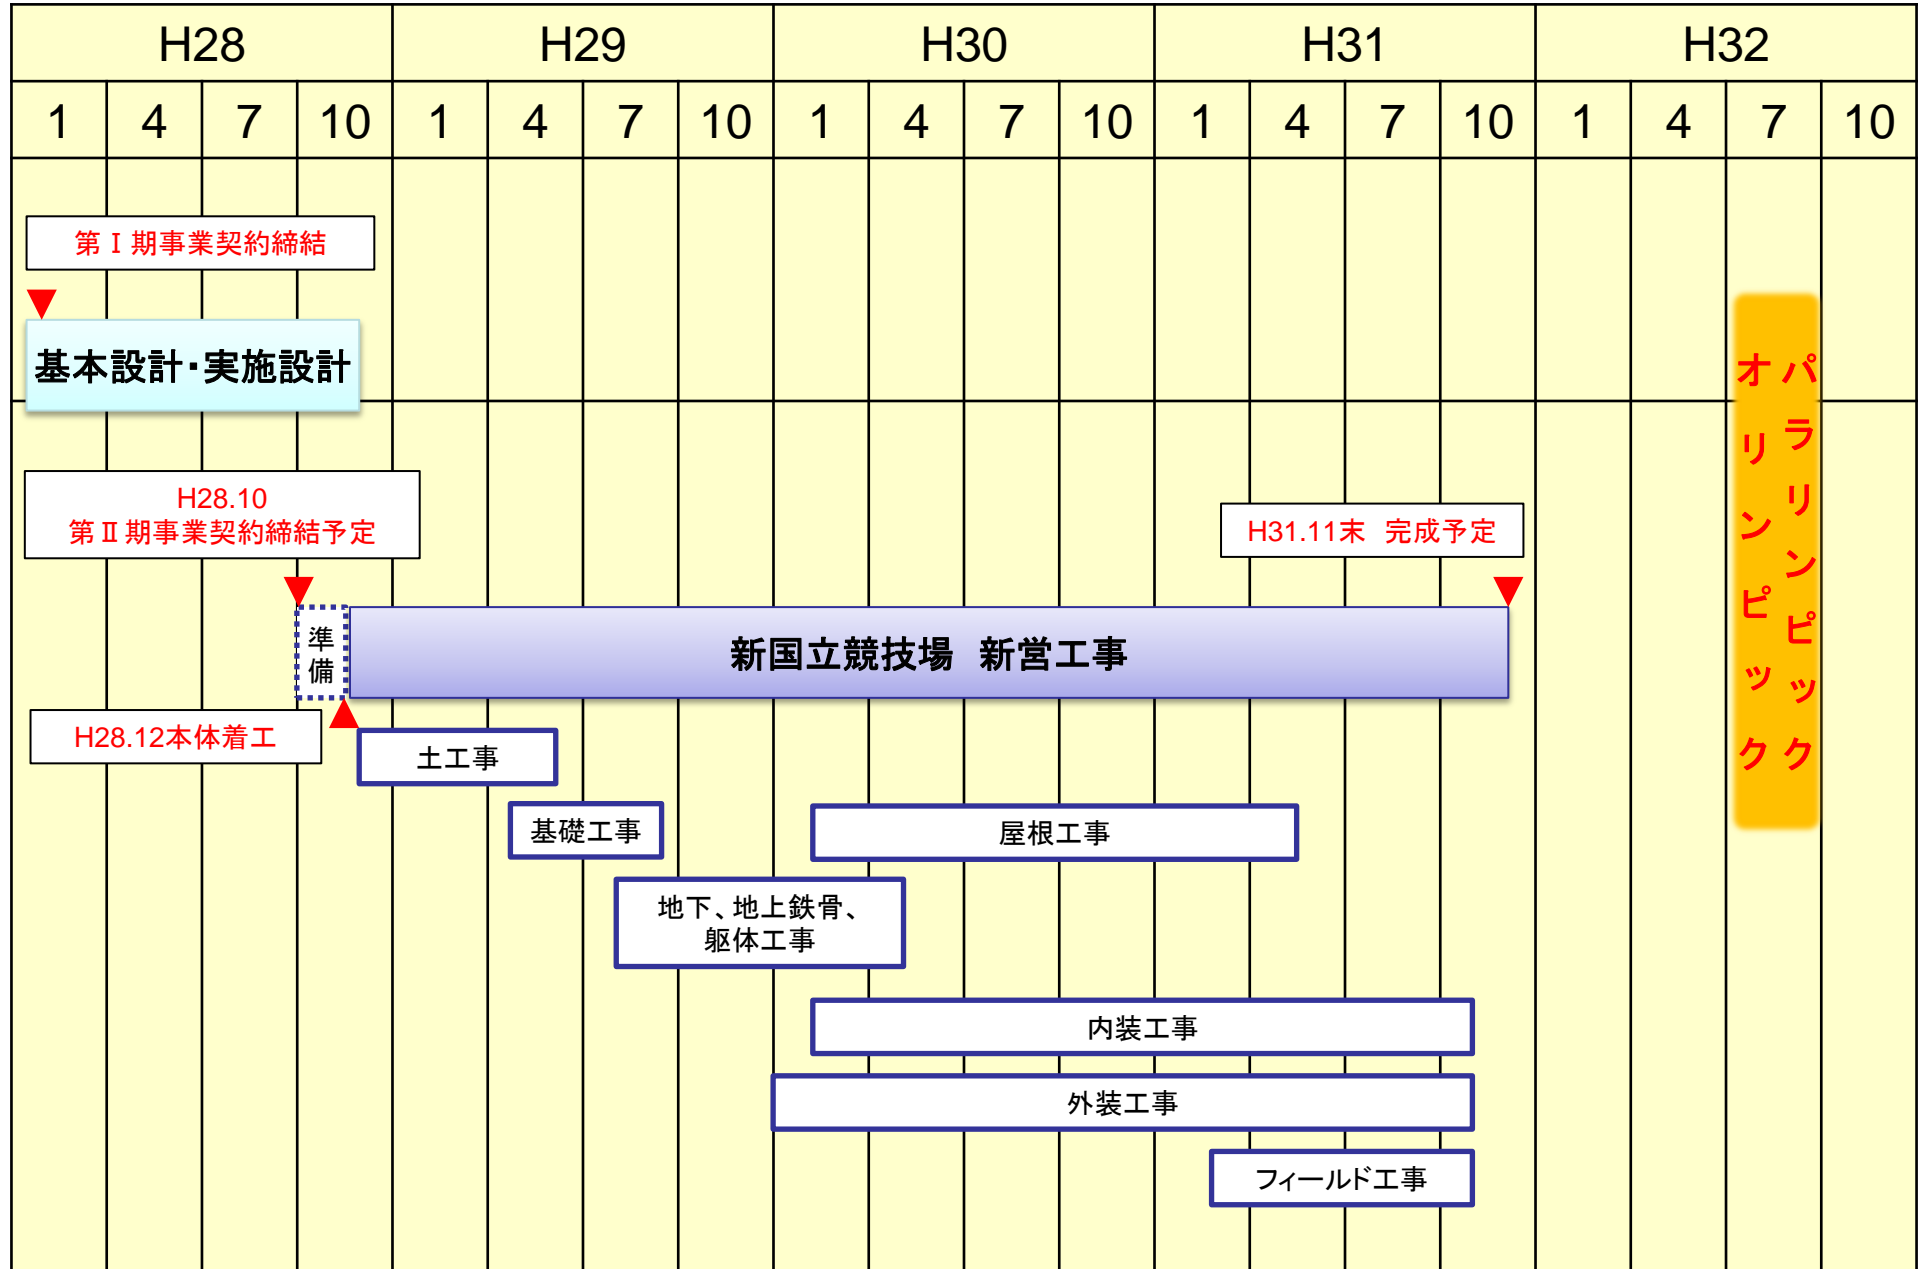 H28 H29 H30 H31 H32
1 4 7 10 1 4 7 10 1 4 7 10 1 4 7 10 1 4 7 10
第Ⅰ期事業契約締結
基本設計・実施設計
H28.10
第Ⅱ期事業契約締結予定
H31.11末　完成予定
準備
新国立競技場　新営工事
H28.12本体着工
土工事
基礎工事
屋根工事
地下、地上鉄骨、
躯体工事
内装工事
外装工事
フィールド工事
オリンピック
パラリンピック